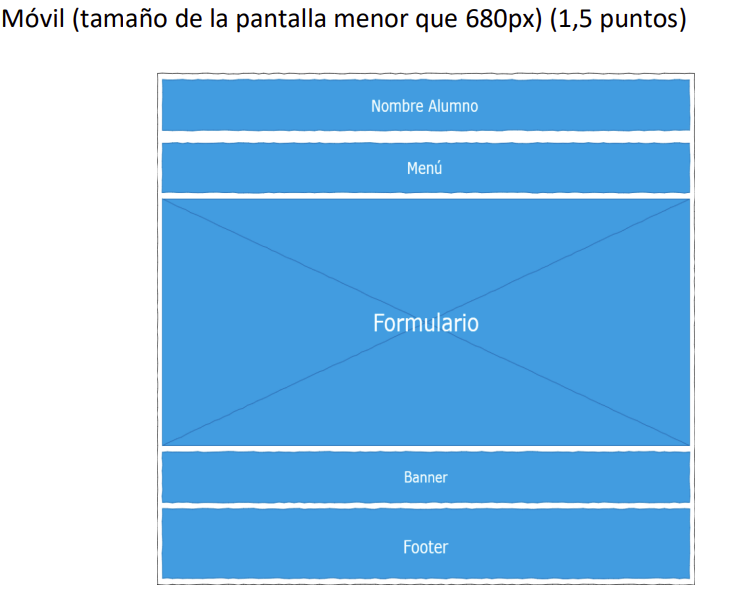 Móvil (tamaño de la pantalla menor que 680px) (1,5 puntos)
Nombre Alumno
Menú
Formulario
Banner
Footer